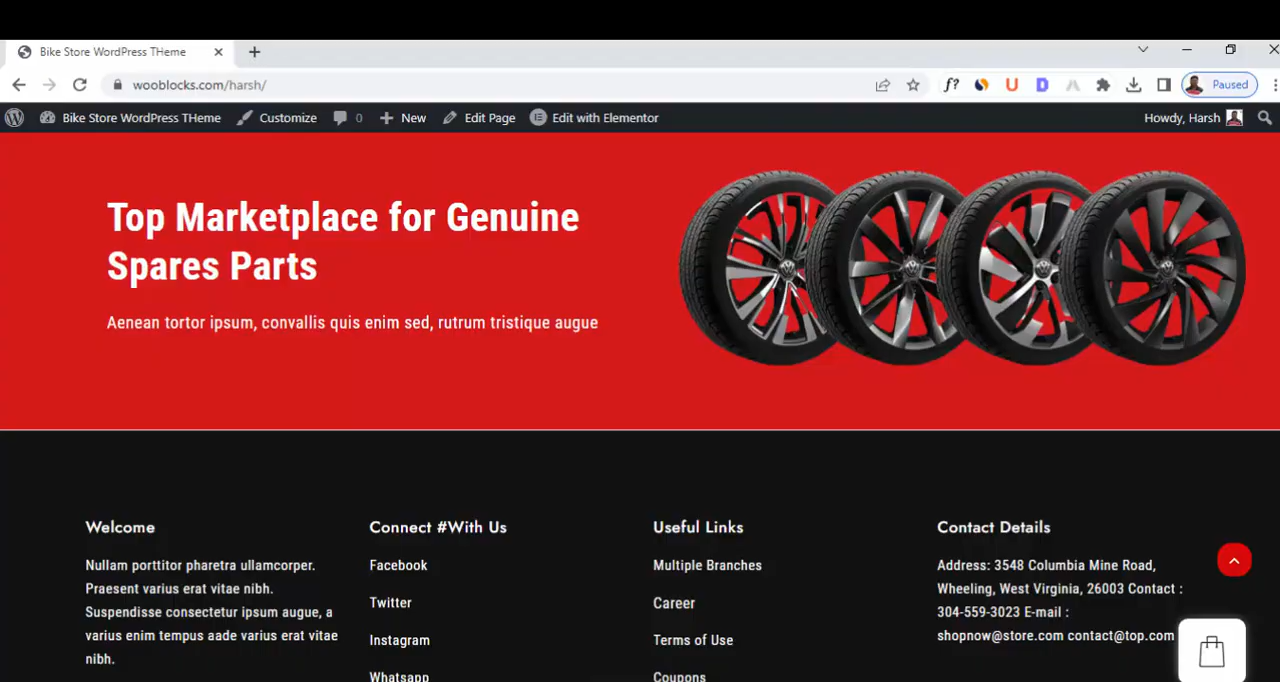 Bike Store WordPress THeme
wooblocks.com/harsh/
f?
U
D
Paused
Bike Store WordPress THeme
Customize
0
New
Edit Page
Edit with Elementor
Howdy, Harsh
Top Marketplace for Genuine
Spares Parts
Aenean tortor ipsum, convallis quis enim sed, rutrum tristique augue
Welcome
Nullam porttitor pharetra ullamcorper.
Praesent varius erat vitae nibh.
Suspendisse consectetur ipsum augue, a
varius enim tempus aade varius erat vitae
nibh.
Connect #With Us
Facebook
Twitter
Instagram
Whatsapp
Useful Links
Multiple Branches
Career
Terms of Use
Coupons
Contact Details
Address: 3548 Columbia Mine Road,
Wheeling, West Virginia, 26003 Contact :
304-559-3023 E-mail :
shopnow@store.com contact@top.com